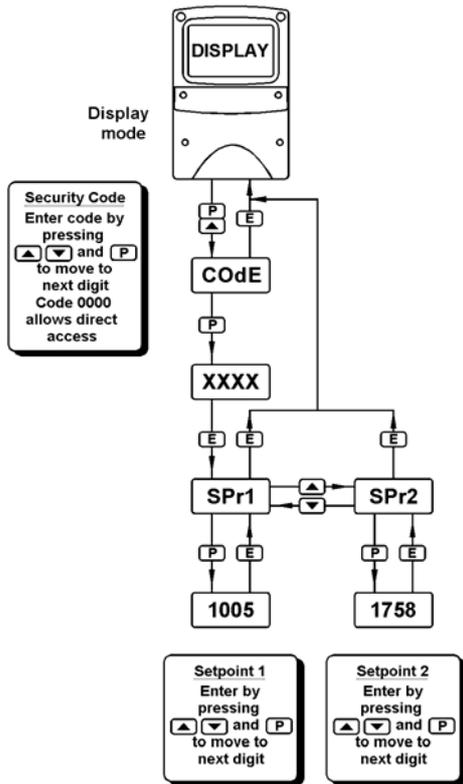 DISPLAY
Display
mode
P
▲
E
Security Code
Enter code by
pressing
▲ ▼ and P
to move to
next digit
Code 0000
allows direct
access
COdE
P
XXXX
E
E
E
SPr1
▲
▼
SPr2
P
E
P
E
1005
1758
Setpoint 1
Enter by
pressing
▲ ▼ and P
to move to
next digit
Setpoint 2
Enter by
pressing
▲ ▼ and P
to move to
next digit